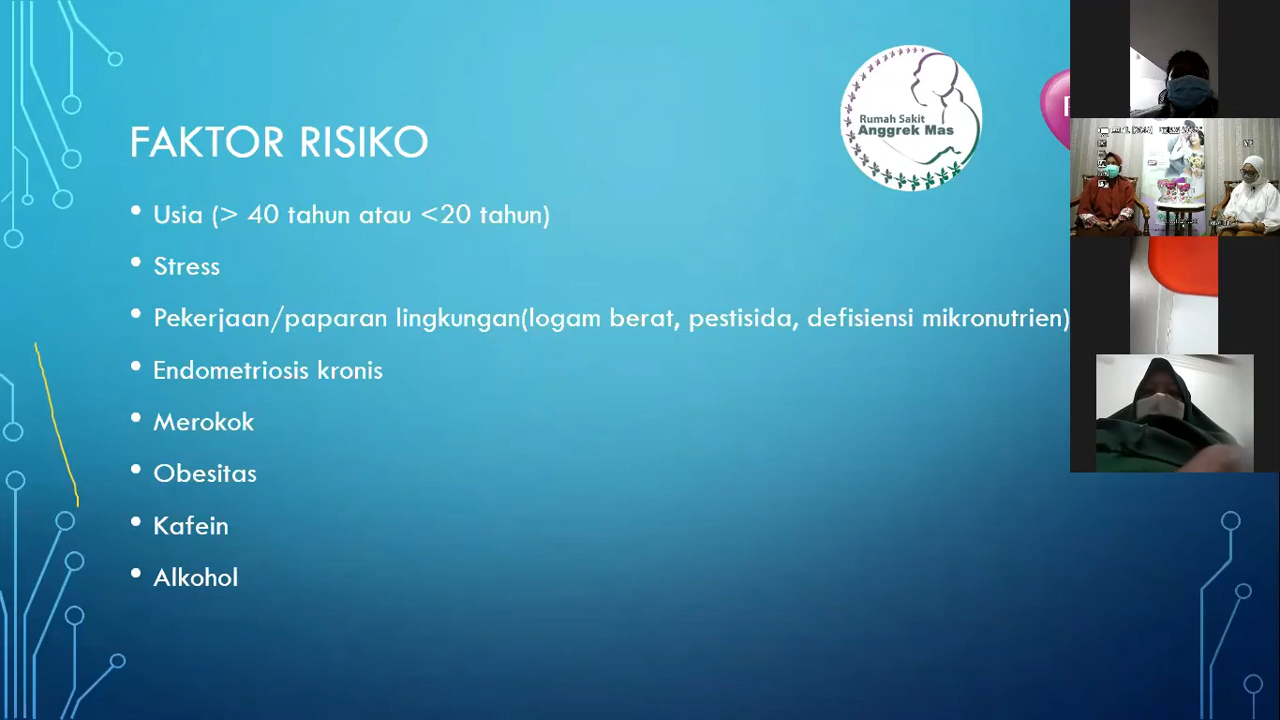 FAKTOR RISIKO
Rumah Sakit
Anggrek Mas
• Usia (> 40 tahun atau <20 tahun)
• Stress
• Pekerjaan/paparan lingkungan(logam berat, pestisida, defisiensi mikronutrien)
• Endometriosis kronis
• Merokok
• Obesitas
• Kafein
• Alkohol